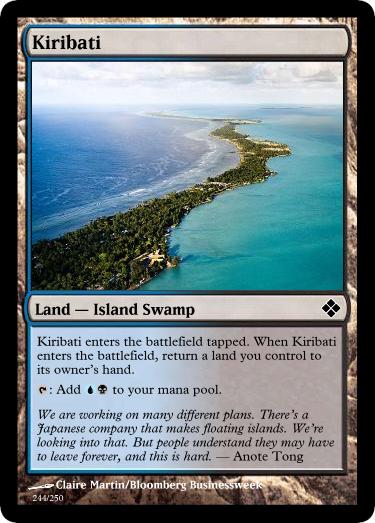 Kiribati
Land — Island Swamp
Kiribati enters the battlefield tapped. When Kiribati
enters the battlefield, return a land you control to
its owner's hand.
: Add to your mana pool.
We are working on many different plans. There's a
Japanese company that makes floating islands. We're
looking into that. But people understand they may have
to leave forever, and this is hard. — Anote Tong
Claire Martin/Bloomberg Businessweek
244/250